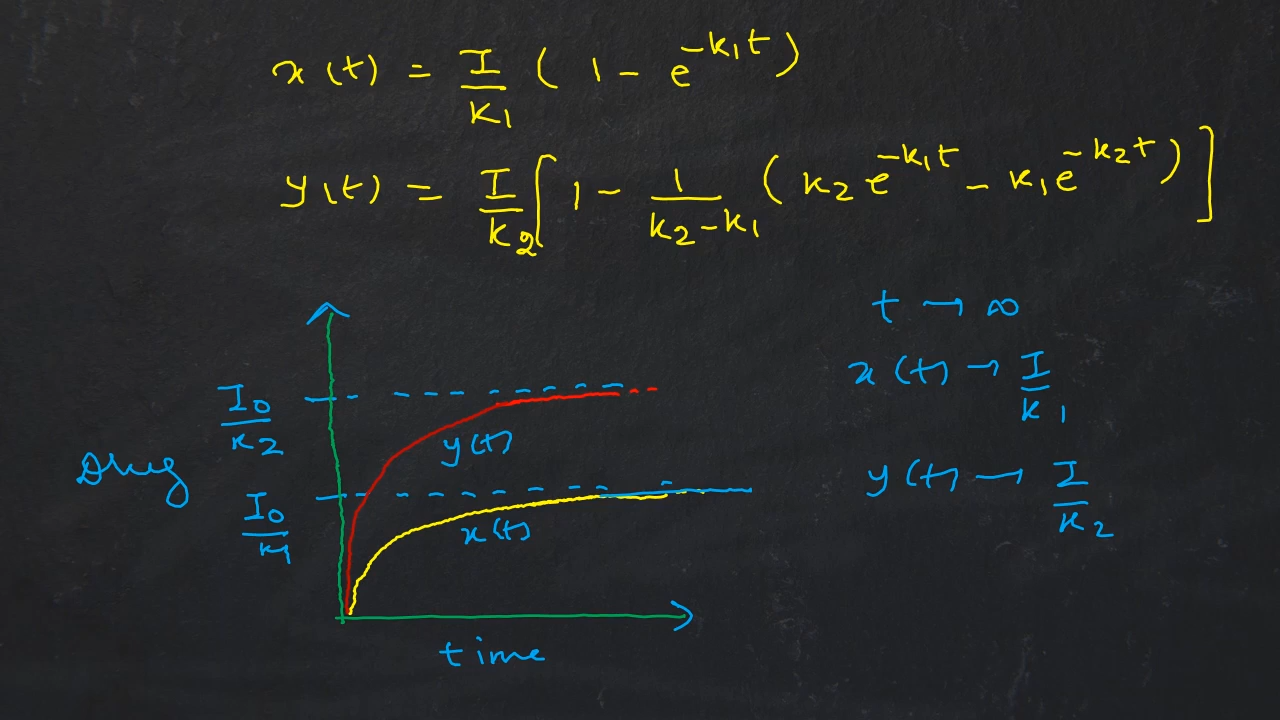 x(t) = I/K1 ( 1 - e^-k1t )
y(t) = I/K2 [ 1 - 1/(K2-K1) ( K2 e^-K1t - K1 e^-K2t ) ]
t → ∞
x(t) → I/K1
I0/K2
y(t)
Drug
y(t) → I/K2
I0/K1
x(t)
time